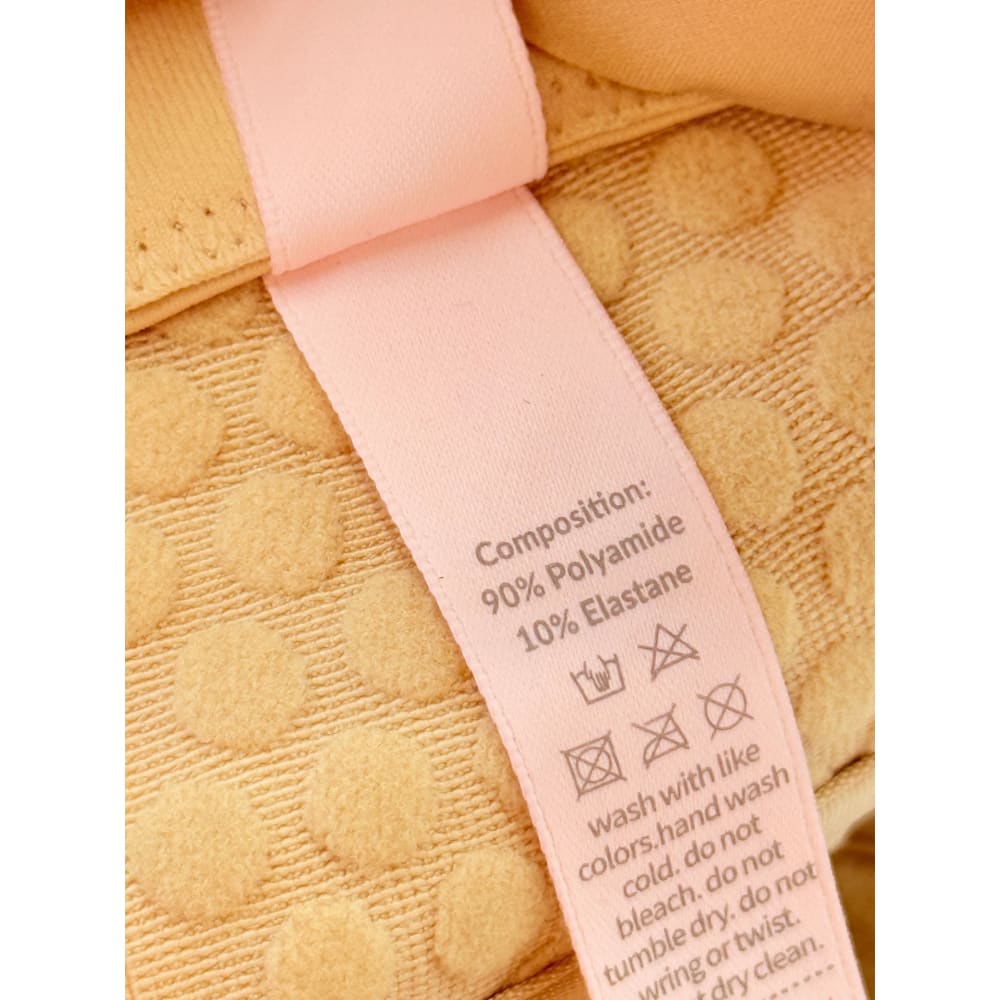 Composition:
90% Polyamide
10% Elastane
wash with like
colors.hand wash
cold. do not
bleach. do not
tumble dry. do not
wring or twist.
dry clean.